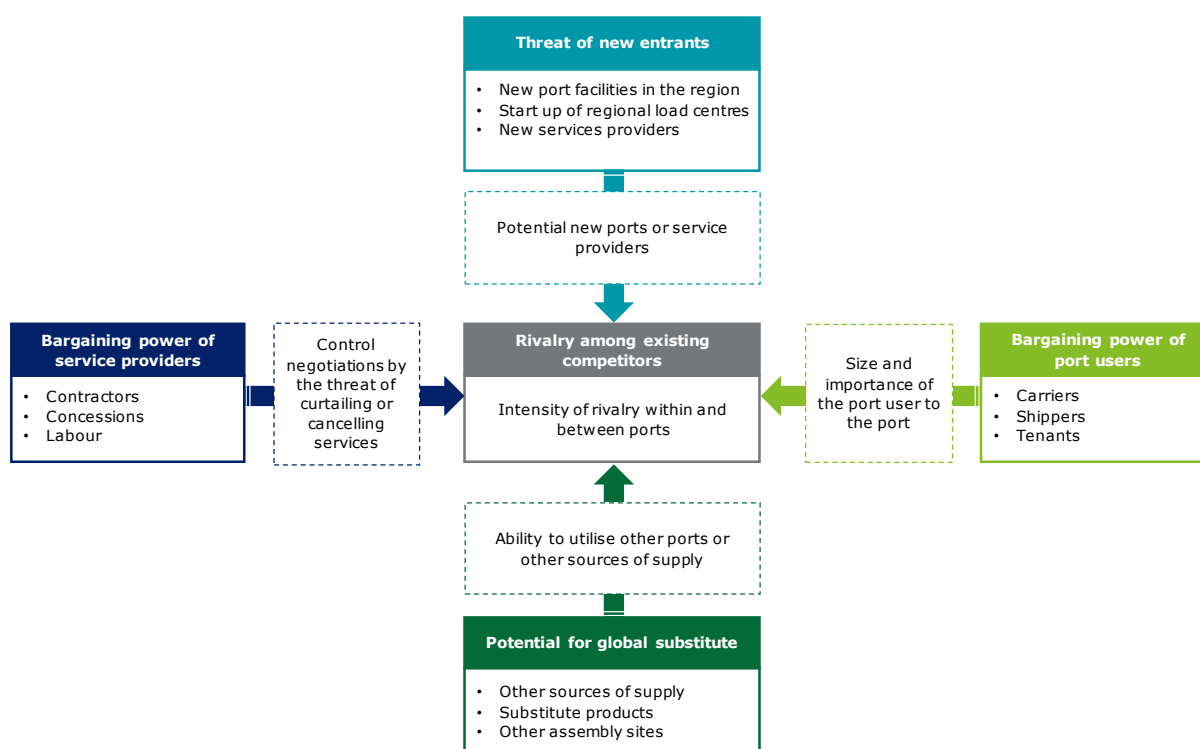 Threat of new entrants
• New port facilities in the region
• Start up of regional load centres
• New services providers
Potential new ports or service
providers
Bargaining power of
service providers
• Contractors
• Concessions
• Labour
Control
negotiations by
the threat of
curtailing or
cancelling
services
Rivalry among existing
competitors
Intensity of rivalry within and
between ports
Size and
importance of
the port user to
the port
Bargaining power of
port users
• Carriers
• Shippers
• Tenants
Ability to utilise other ports or
other sources of supply
Potential for global substitute
• Other sources of supply
• Substitute products
• Other assembly sites